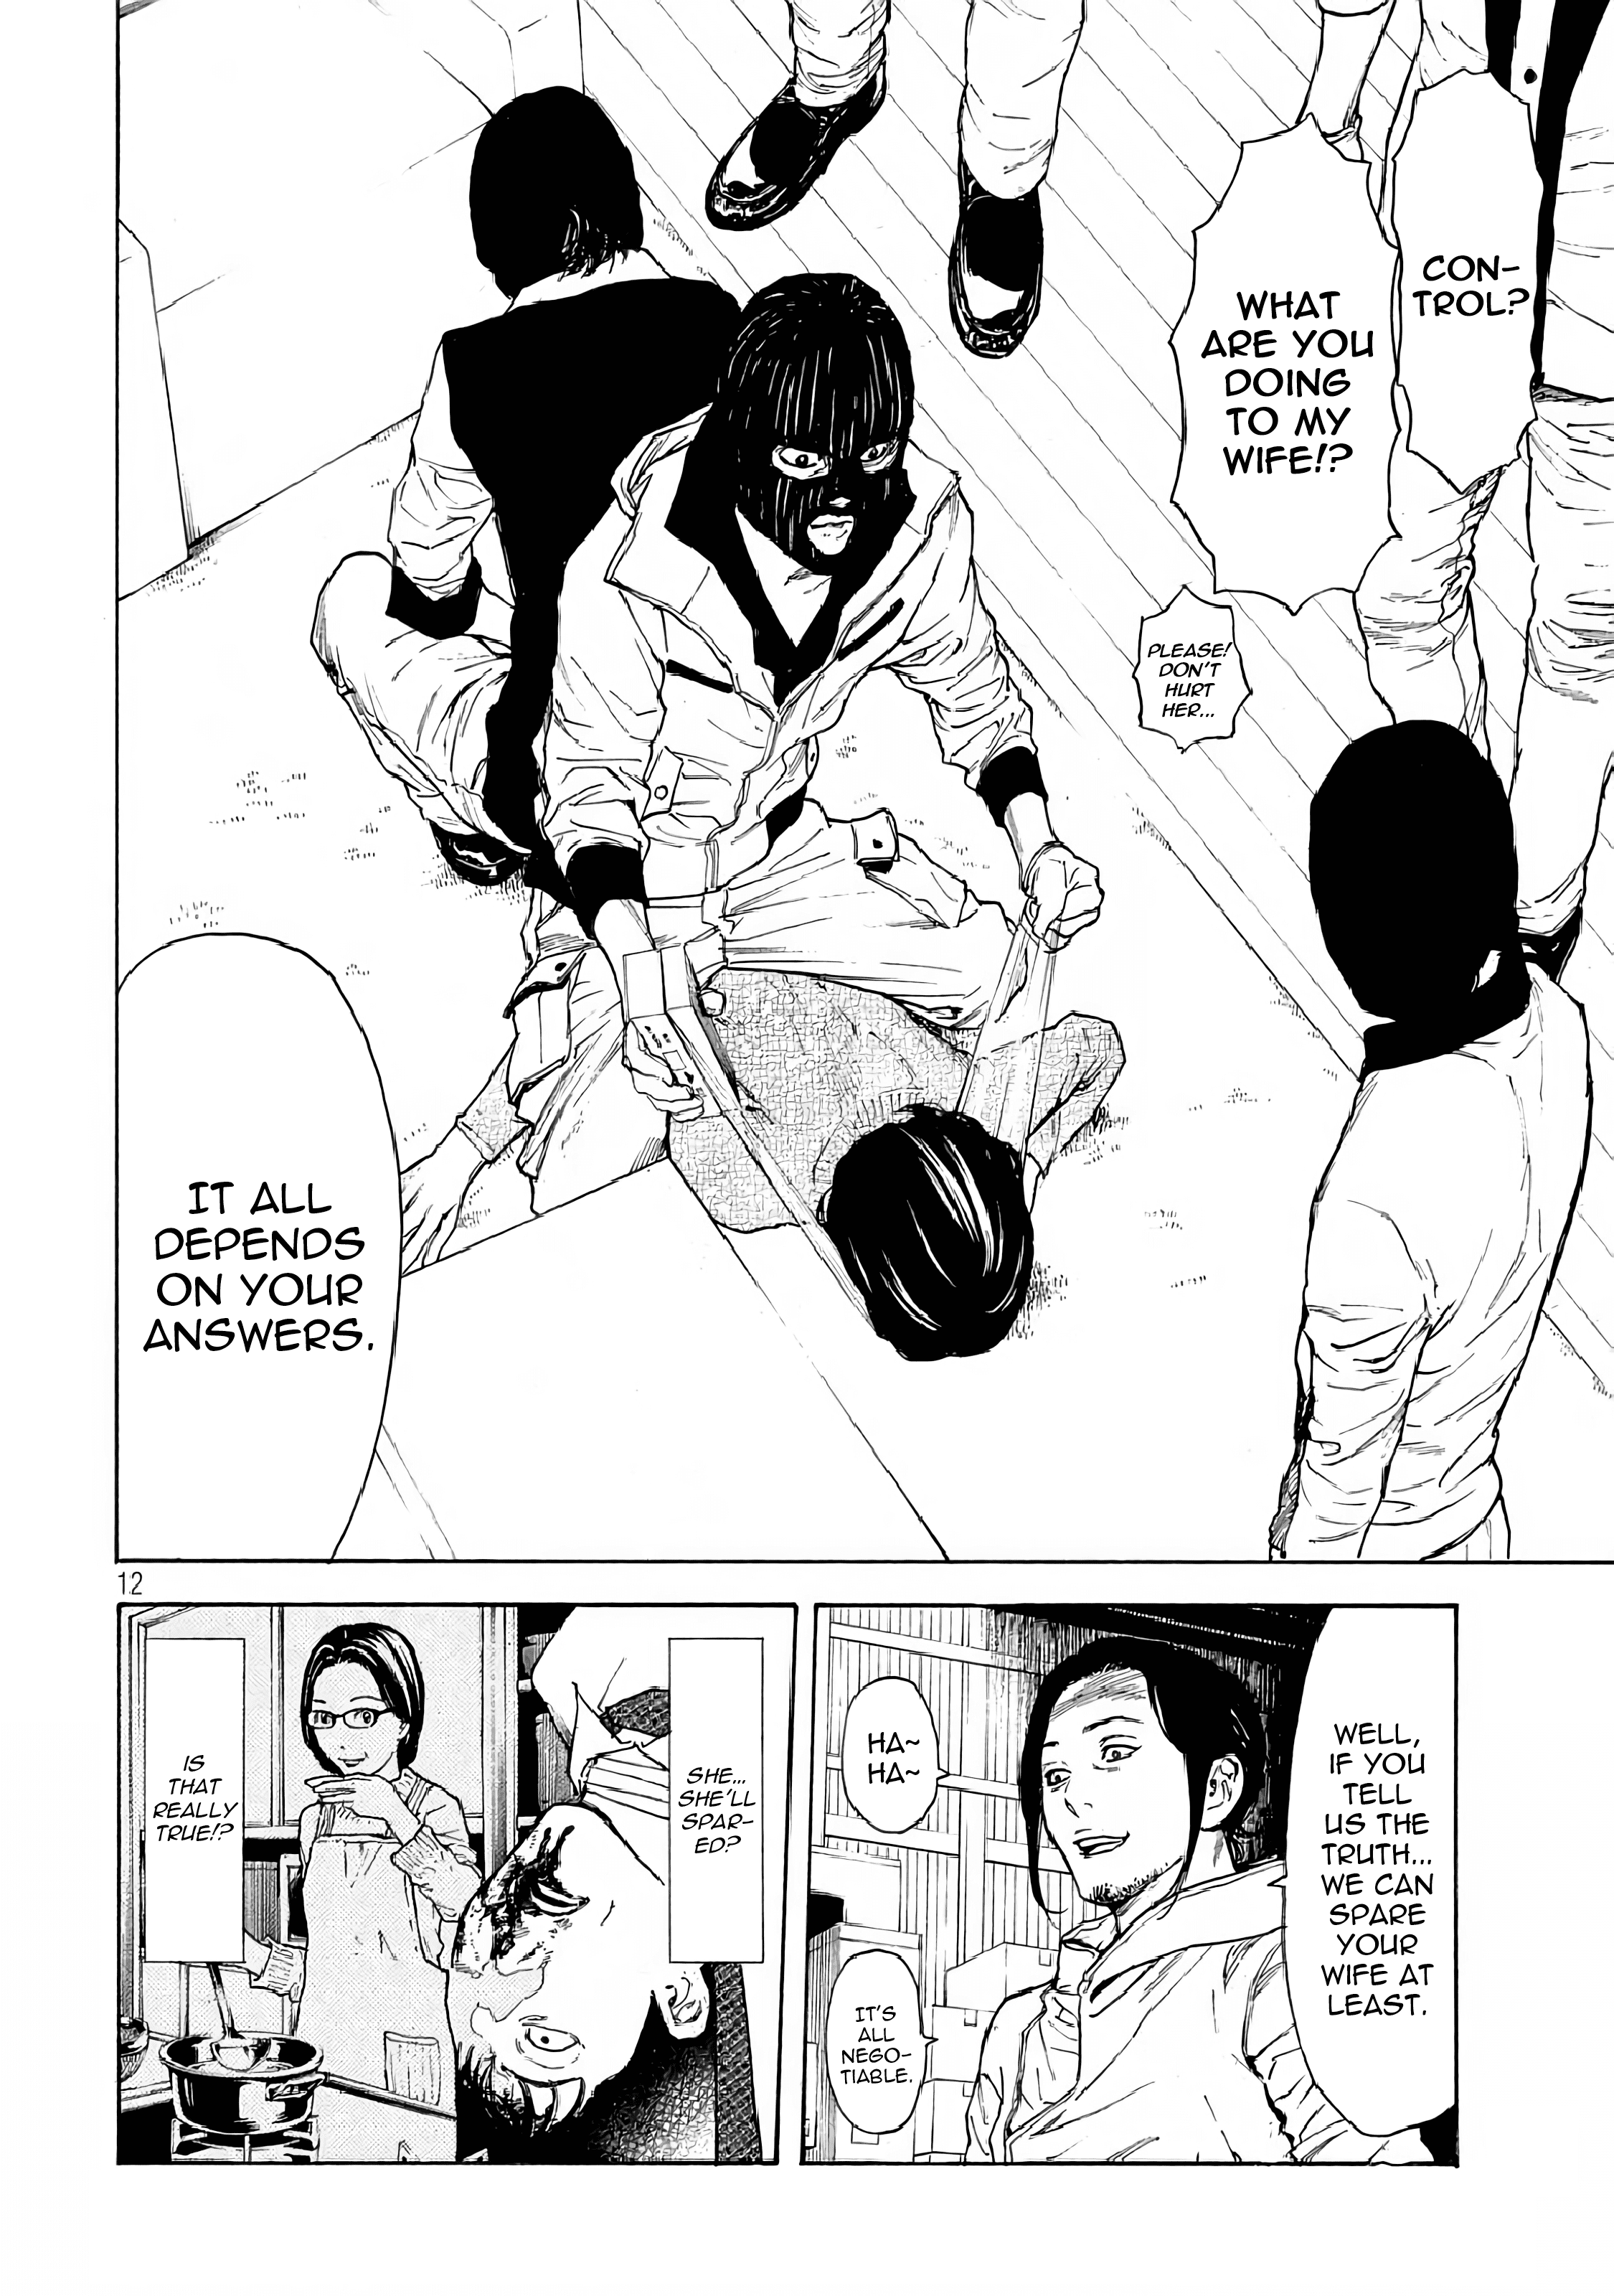 CON-
TROL?
WHAT
ARE YOU
DOING
TO MY
WIFE!?
PLEASE!
DON'T
HURT
HER...
IT ALL
DEPENDS
ON YOUR
ANSWERS.
12
WELL,
IF YOU
TELL
US THE
TRUTH...
WE CAN
SPARE
YOUR
WIFE AT
LEAST.
HA~
HA~
IT'S
ALL
NEGO-
TIABLE.
SHE...
SHE'LL
SPAR-
ED?
IS
THAT
REALLY
TRUE!?